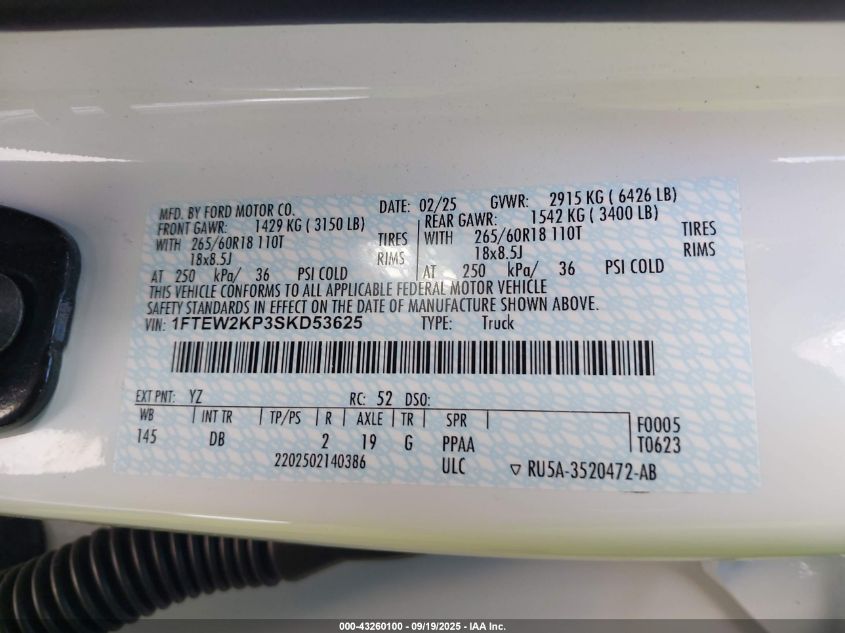 MFD. BY FORD MOTOR CO. DATE: 02/25 GVWR: 2915 KG ( 6426 LB)
FRONT GAWR: 1429 KG ( 3150 LB) REAR GAWR: 1542 KG ( 3400 LB)
WITH 265/60R18 110T TIRES WITH 265/60R18 110T TIRES
18x8.5J RIMS 18x8.5J RIMS
AT 250 kPa/ 36 PSI COLD AT 250 kPa/ 36 PSI COLD
THIS VEHICLE CONFORMS TO ALL APPLICABLE FEDERAL MOTOR VEHICLE
SAFETY STANDARDS IN EFFECT ON THE DATE OF MANUFACTURE SHOWN ABOVE.
VIN: 1FTEW2KP3SKD53625 TYPE: Truck
EXT PNT: YZ RC: 52 DSO:
WB INT TR TP/PS R AXLE TR SPR F0005
145 DB 2 19 G PPAA T0623
2202502140386 ULC ▽ RU5A-3520472-AB
000-43260100 - 09/19/2025 - IAA Inc.